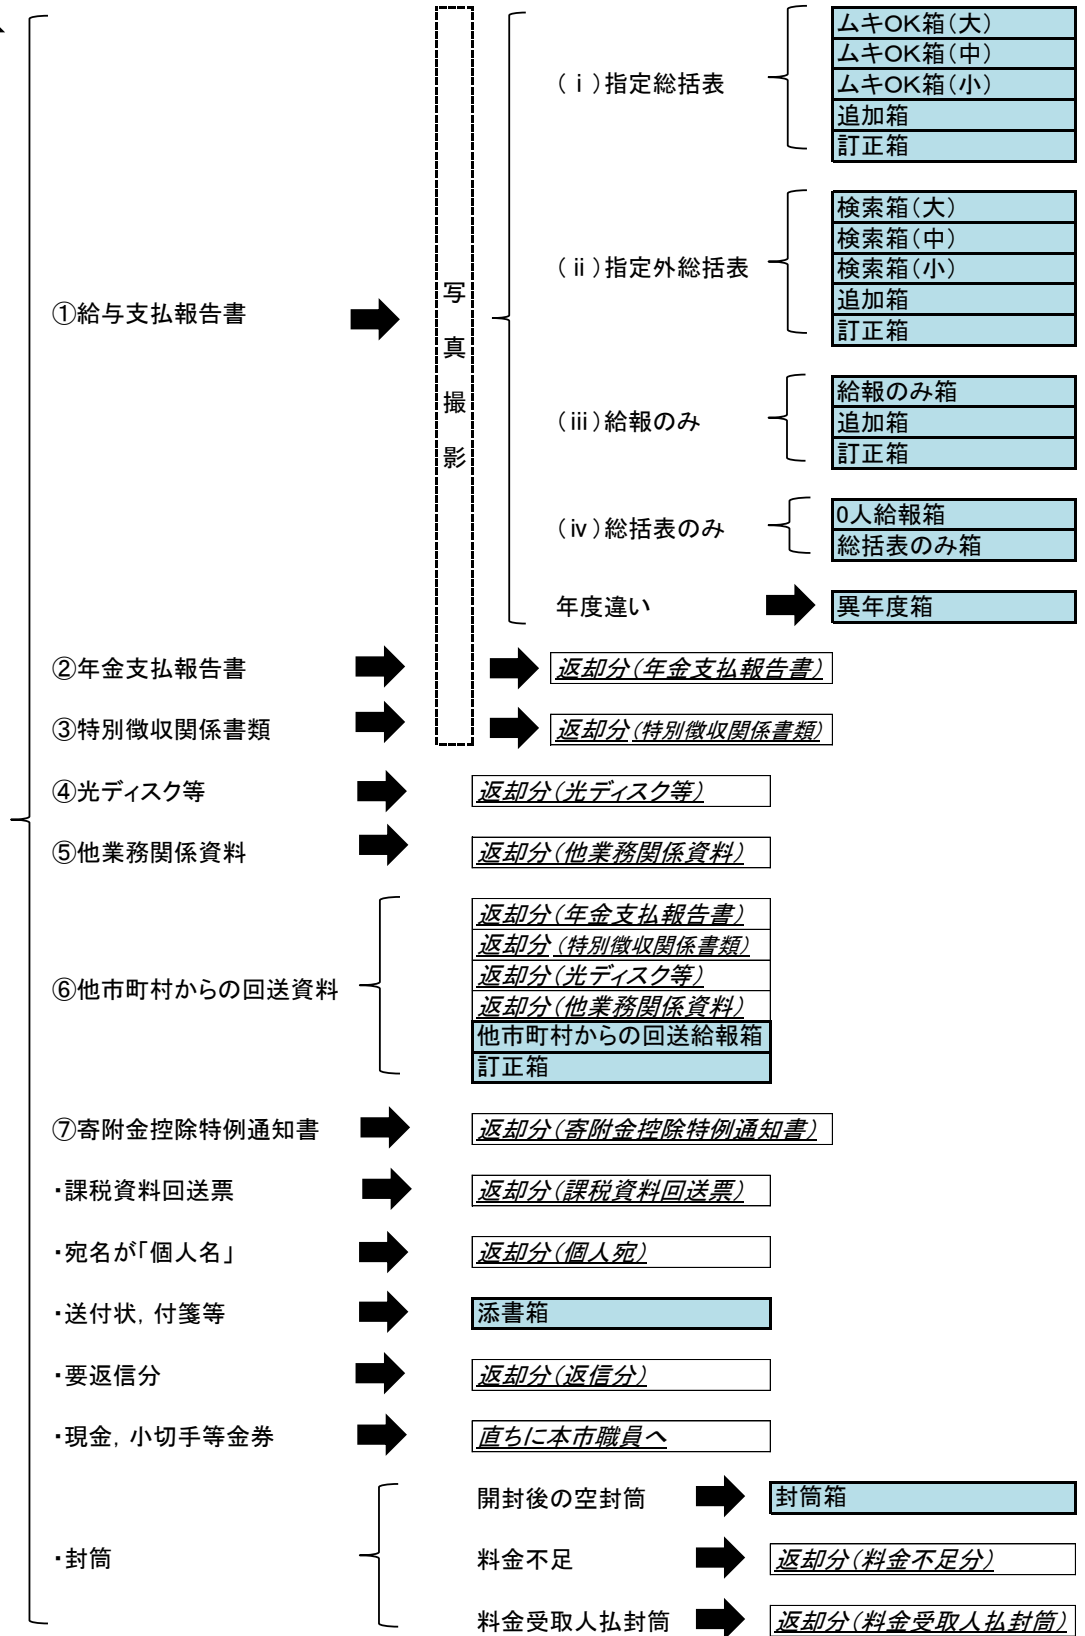 ①給与支払報告書
写真撮影
(ⅰ)指定総括表
ムキOK箱(大)
ムキOK箱(中)
ムキOK箱(小)
追加箱
訂正箱
(ⅱ)指定外総括表
検索箱(大)
検索箱(中)
検索箱(小)
追加箱
訂正箱
(ⅲ)給報のみ
給報のみ箱
追加箱
訂正箱
(ⅳ)総括表のみ
0人給報箱
総括表のみ箱
年度違い
異年度箱
②年金支払報告書
返却分(年金支払報告書)
③特別徴収関係書類
返却分(特別徴収関係書類)
④光ディスク等
返却分(光ディスク等)
⑤他業務関係資料
返却分(他業務関係資料)
⑥他市町村からの回送資料
返却分(年金支払報告書)
返却分(特別徴収関係書類)
返却分(光ディスク等)
返却分(他業務関係資料)
他市町村からの回送給報箱
訂正箱
⑦寄附金控除特例通知書
返却分(寄附金控除特例通知書)
・課税資料回送票
返却分(課税資料回送票)
・宛名が「個人名」
返却分(個人宛)
・送付状,付箋等
添書箱
・要返信分
返却分(返信分)
・現金,小切手等金券
直ちに本市職員へ
・封筒
開封後の空封筒
封筒箱
料金不足
返却分(料金不足分)
料金受取人払封筒
返却分(料金受取人払封筒)